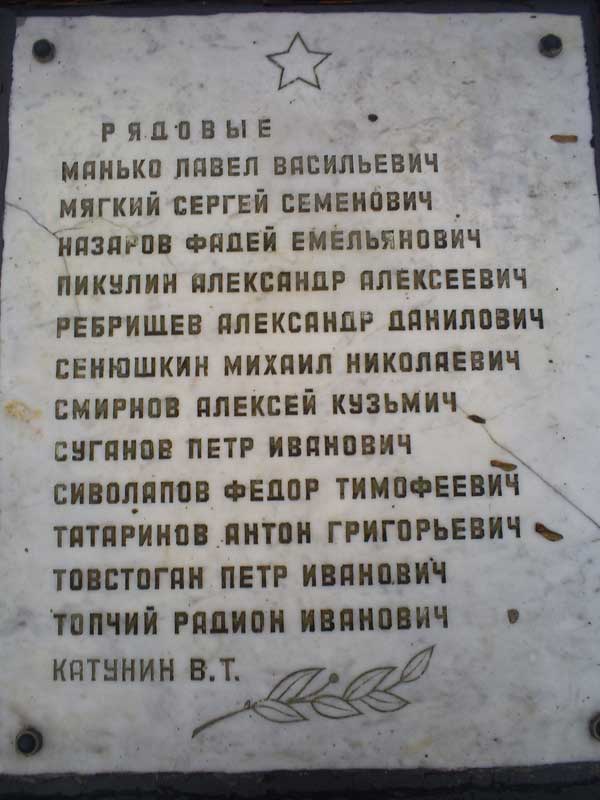 РЯДОВЫЕ
МАНЬКО ПАВЕЛ ВАСИЛЬЕВИЧ
МЯГКИЙ СЕРГЕЙ СЕМЕНОВИЧ
НАЗАРОВ ФАДЕЙ ЕМЕЛЬЯНОВИЧ
ПИКУЛИН АЛЕКСАНДР АЛЕКСЕЕВИЧ
РЕБРИЩЕВ АЛЕКСАНДР ДАНИЛОВИЧ
СЕНЮШКИН МИХАИЛ НИКОЛАЕВИЧ
СМИРНОВ АЛЕКСЕЙ КУЗЬМИЧ
СУГАНОВ ПЕТР ИВАНОВИЧ
СИВОЛАПОВ ФЕДОР ТИМОФЕЕВИЧ
ТАТАРИНОВ АНТОН ГРИГОРЬЕВИЧ
ТОВСТОГАН ПЕТР ИВАНОВИЧ
ТОПЧИЙ РАДИОН ИВАНОВИЧ
КАТУНИН В.Т.